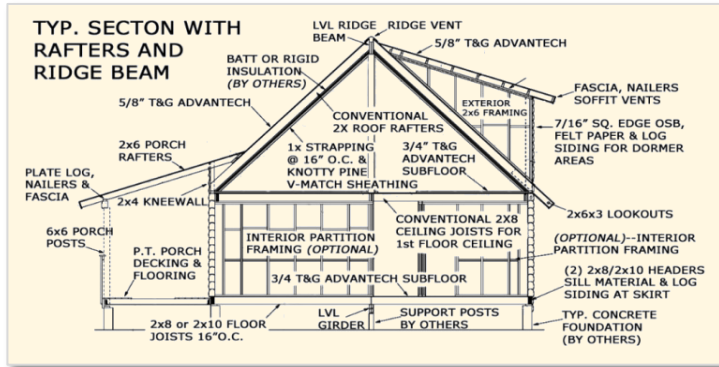 TYP. SECTON WITH
RAFTERS AND
RIDGE BEAM
LVL RIDGE
BEAM
RIDGE VENT
5/8" T&G ADVANTECH
BATT OR RIGID
INSULATION
(BY OTHERS)
5/8" T&G ADVANTECH
FASCIA, NAILERS
SOFFIT VENTS
EXTERIOR
2x6 FRAMING
CONVENTIONAL
2X ROOF RAFTERS
7/16" SQ. EDGE OSB,
FELT PAPER & LOG
SIDING FOR DORMER
AREAS
2x6 PORCH
RAFTERS
1x STRAPPING
@ 16" O.C. &
KNOTTY PINE
V-MATCH SHEATHING
3/4" T&G
ADVANTECH
SUBFLOOR
PLATE LOG,
NAILERS &
FASCIA
2x4 KNEEWALL
2x6x3 LOOKOUTS
6x6 PORCH
POSTS
CONVENTIONAL 2X8
CEILING JOISTS FOR
1st FLOOR CEILING
INTERIOR PARTITION
FRAMING (OPTIONAL)
(OPTIONAL)--INTERIOR
PARTITION FRAMING
P.T. PORCH
DECKING &
FLOORING
3/4 T&G ADVANTECH SUBFLOOR
(2) 2x8/2x10 HEADERS
SILL MATERIAL & LOG
SIDING AT SKIRT
2x8 or 2x10 FLOOR
JOISTS 16"O.C.
LVL
GIRDER
SUPPORT POSTS
BY OTHERS
TYP. CONCRETE
FOUNDATION
(BY OTHERS)